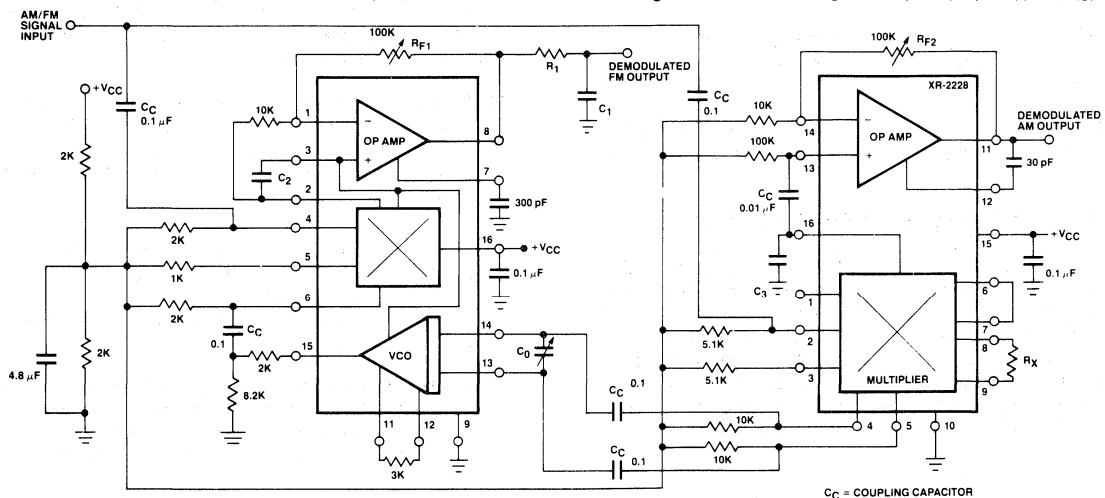 AM/FM
SIGNAL
INPUT
+VCC
2K
CC
0.1 µF
10K
100K
RF1
R1
DEMODULATED
FM OUTPUT
C1
1
OP AMP
8
3
C2
2
7
300 pF
4
2K
16
+VCC
5
1K
0.1 µF
6
2K
CC
0.1
14
15
VCO
13
C0
2K
2K
4.8 µF
8.2K
11
12
9
3K
CC
0.1
CC
0.1
CC
0.1
10K
10K
100K
RF2
XR-2228
10K
14
OP AMP
DEMODULATED
AM OUTPUT
11
100K
13
30 pF
12
CC
0.01 µF
16
15
+VCC
0.1 µF
C3
1
6
7
5.1K
2
8
RX
5.1K
3
9
MULTIPLIER
4
5
10
CC = COUPLING CAPACITOR